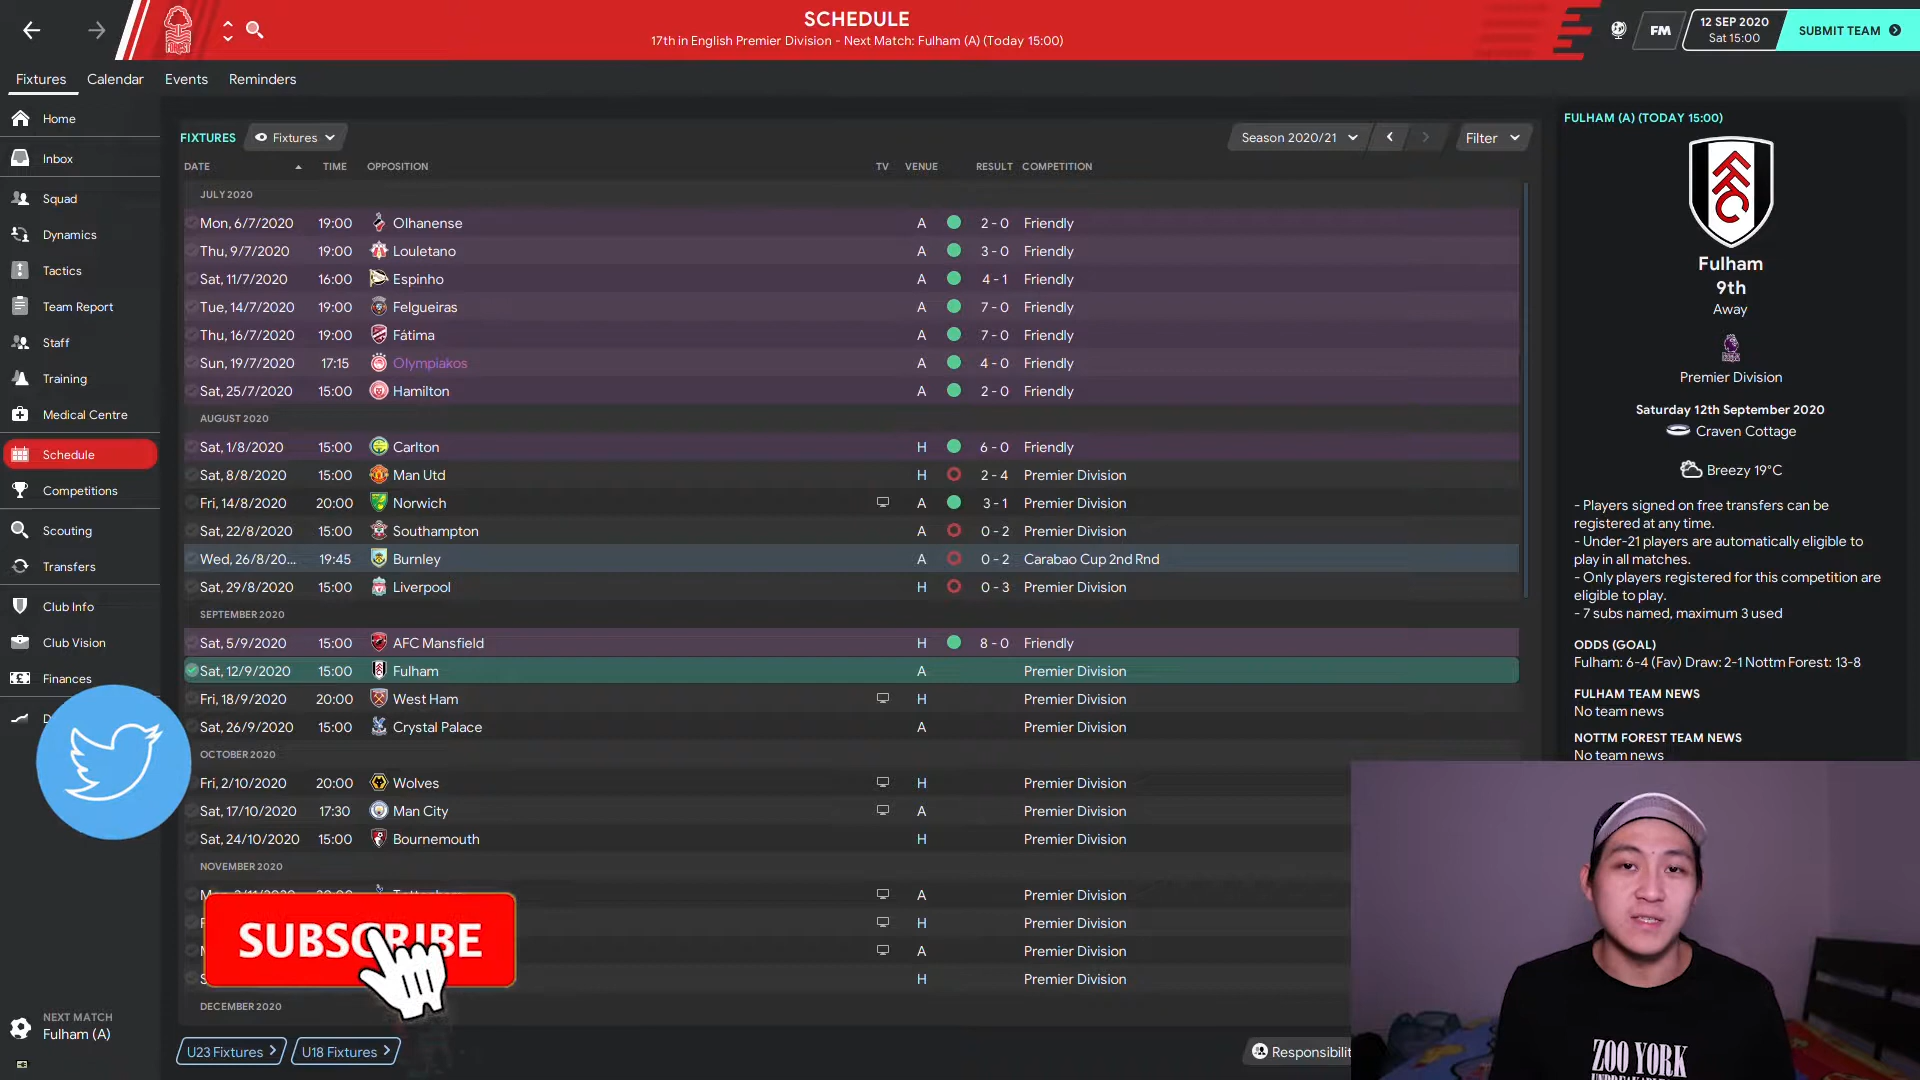 FOREST
SCHEDULE
17th in English Premier Division - Next Match: Fulham (A) (Today 15:00)
FM
12 SEP 2020
Sat 15:00
SUBMIT TEAM
Fixtures Calendar Events Reminders
Home
Inbox
Squad
Dynamics
Tactics
Team Report
Staff
Training
Medical Centre
Schedule
Competitions
Scouting
Transfers
Club Info
Club Vision
Finances
D
NEXT MATCH
Fulham (A)
FIXTURES Fixtures Season 2020/21 Filter
DATE TIME OPPOSITION TV VENUE RESULT COMPETITION
JULY 2020
Mon, 6/7/2020 19:00 Olhanense A 2 - 0 Friendly
Thu, 9/7/2020 19:00 Louletano A 3 - 0 Friendly
Sat, 11/7/2020 16:00 Espinho A 4 - 1 Friendly
Tue, 14/7/2020 19:00 Felgueiras A 7 - 0 Friendly
Thu, 16/7/2020 19:00 Fátima A 7 - 0 Friendly
Sun, 19/7/2020 17:15 Olympiakos A 4 - 0 Friendly
Sat, 25/7/2020 15:00 Hamilton A 2 - 0 Friendly
AUGUST 2020
Sat, 1/8/2020 15:00 Carlton H 6 - 0 Friendly
Sat, 8/8/2020 15:00 Man Utd H 2 - 4 Premier Division
Fri, 14/8/2020 20:00 Norwich A 3 - 1 Premier Division
Sat, 22/8/2020 15:00 Southampton A 0 - 2 Premier Division
Wed, 26/8/20... 19:45 Burnley A 0 - 2 Carabao Cup 2nd Rnd
Sat, 29/8/2020 15:00 Liverpool H 0 - 3 Premier Division
SEPTEMBER 2020
Sat, 5/9/2020 15:00 AFC Mansfield H 8 - 0 Friendly
Sat, 12/9/2020 15:00 Fulham A Premier Division
Fri, 18/9/2020 20:00 West Ham H Premier Division
Sat, 26/9/2020 15:00 Crystal Palace A Premier Division
OCTOBER 2020
Fri, 2/10/2020 20:00 Wolves H Premier Division
Sat, 17/10/2020 17:30 Man City A Premier Division
Sat, 24/10/2020 15:00 Bournemouth H Premier Division
NOVEMBER 2020
A Premier Division
H Premier Division
A Premier Division
H Premier Division
DECEMBER 2020
SUBSCRIBE
U23 Fixtures U18 Fixtures
Responsibilit
FULHAM (A) (TODAY 15:00)
FFC
Fulham
9th
Away
Premier Division
Saturday 12th September 2020
Craven Cottage
Breezy 19°C
- Players signed on free transfers can be
registered at any time.
- Under-21 players are automatically eligible to
play in all matches.
- Only players registered for this competition are
eligible to play.
- 7 subs named, maximum 3 used
ODDS (GOAL)
Fulham: 6-4 (Fav) Draw: 2-1 Nottm Forest: 13-8
FULHAM TEAM NEWS
No team news
NOTTM FOREST TEAM NEWS
No team news
ZOO YORK